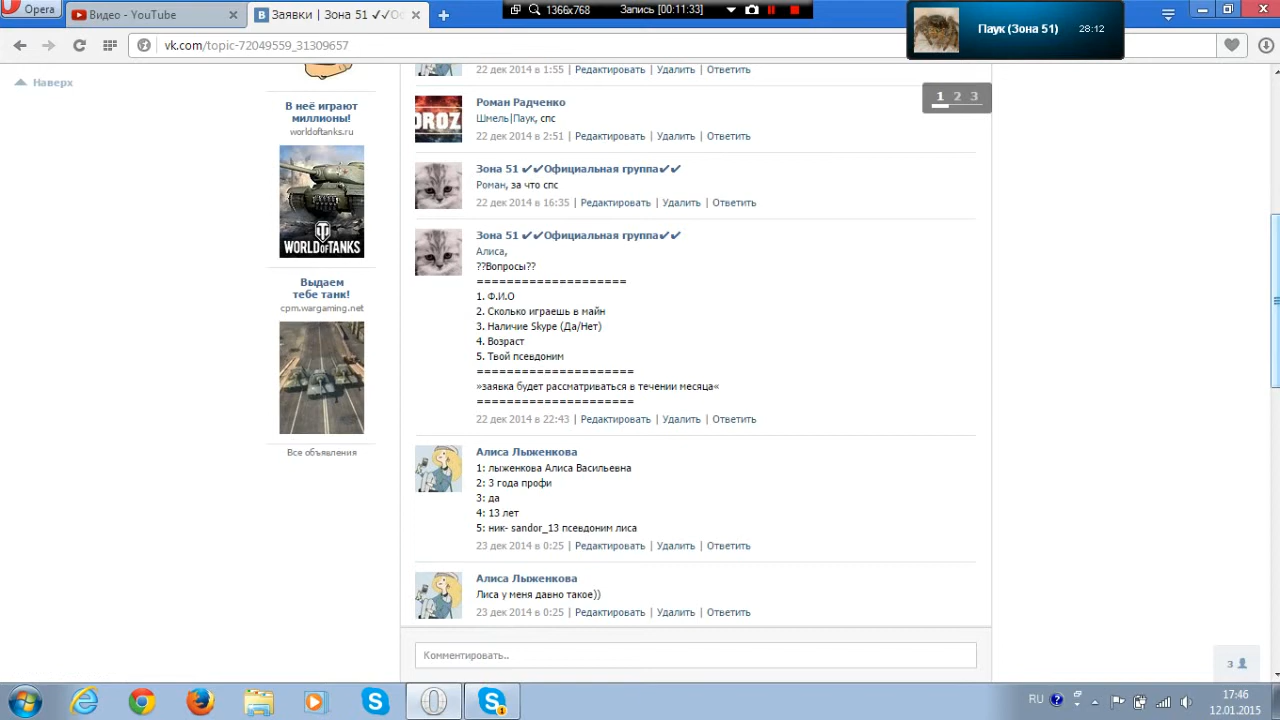 Opera
Видео - YouTube
Заявки | Зона 51 ✔✔Оф
1366x768
Запись [00:11:33]
Паук (Зона 51)
28:12
vk.com/topic-72049559_31309657
Наверх
В неё играют
миллионы!
worldoftanks.ru
WORLD OF TANKS
Выдаем
тебе танк!
cpm.wargaming.net
Все объявления
1 2 3
22 дек 2014 в 1:55 | Редактировать | Удалить | Ответить
OROZ
Роман Радченко
Шмель|Паук, спс
22 дек 2014 в 2:51 | Редактировать | Удалить | Ответить
Зона 51 ✔✔Официальная группа✔✔
Роман, за что спс
22 дек 2014 в 16:35 | Редактировать | Удалить | Ответить
Зона 51 ✔✔Официальная группа✔✔
Алиса,
??Вопросы??
====================
1. Ф.И.О
2. Сколько играешь в майн
3. Наличие Skype (Да/Нет)
4. Возраст
5. Твой псевдоним
=====================
»заявка будет рассматриваться в течении месяца«
=====================
22 дек 2014 в 22:43 | Редактировать | Удалить | Ответить
Алиса Лыженкова
1: лыженкова Алиса Васильевна
2: 3 года профи
3: да
4: 13 лет
5: ник- sandor_13 псевдоним лиса
23 дек 2014 в 0:25 | Редактировать | Удалить | Ответить
Алиса Лыженкова
Лиса у меня давно такое))
23 дек 2014 в 0:25 | Редактировать | Удалить | Ответить
Комментировать..
3
RU
17:46
12.01.2015